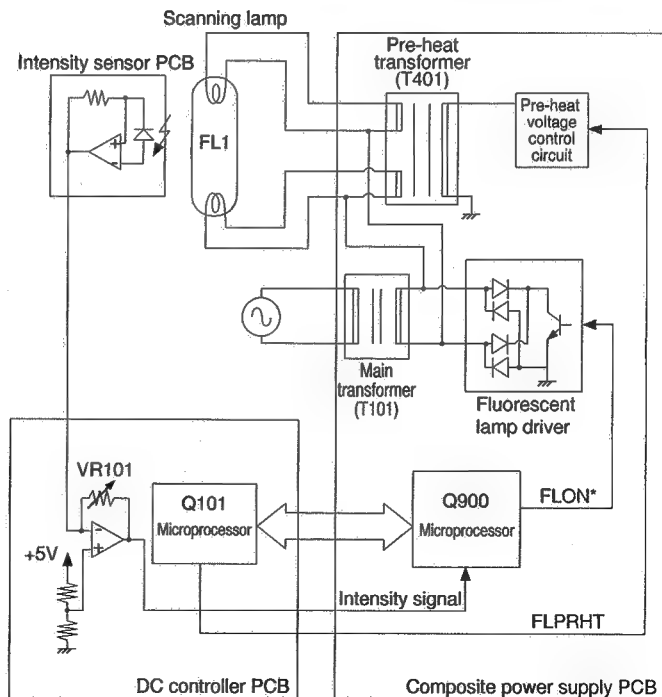 Scanning lamp
Intensity sensor PCB
Pre-heat
transformer
(T401)
FL1
Pre-heat
voltage
control
circuit
Main
transformer
(T101)
Fluorescent
lamp driver
VR101
+5V
Q101
Microprocessor
Q900
Microprocessor
FLON*
Intensity signal
FLPRHT
DC controller PCB
Composite power supply PCB